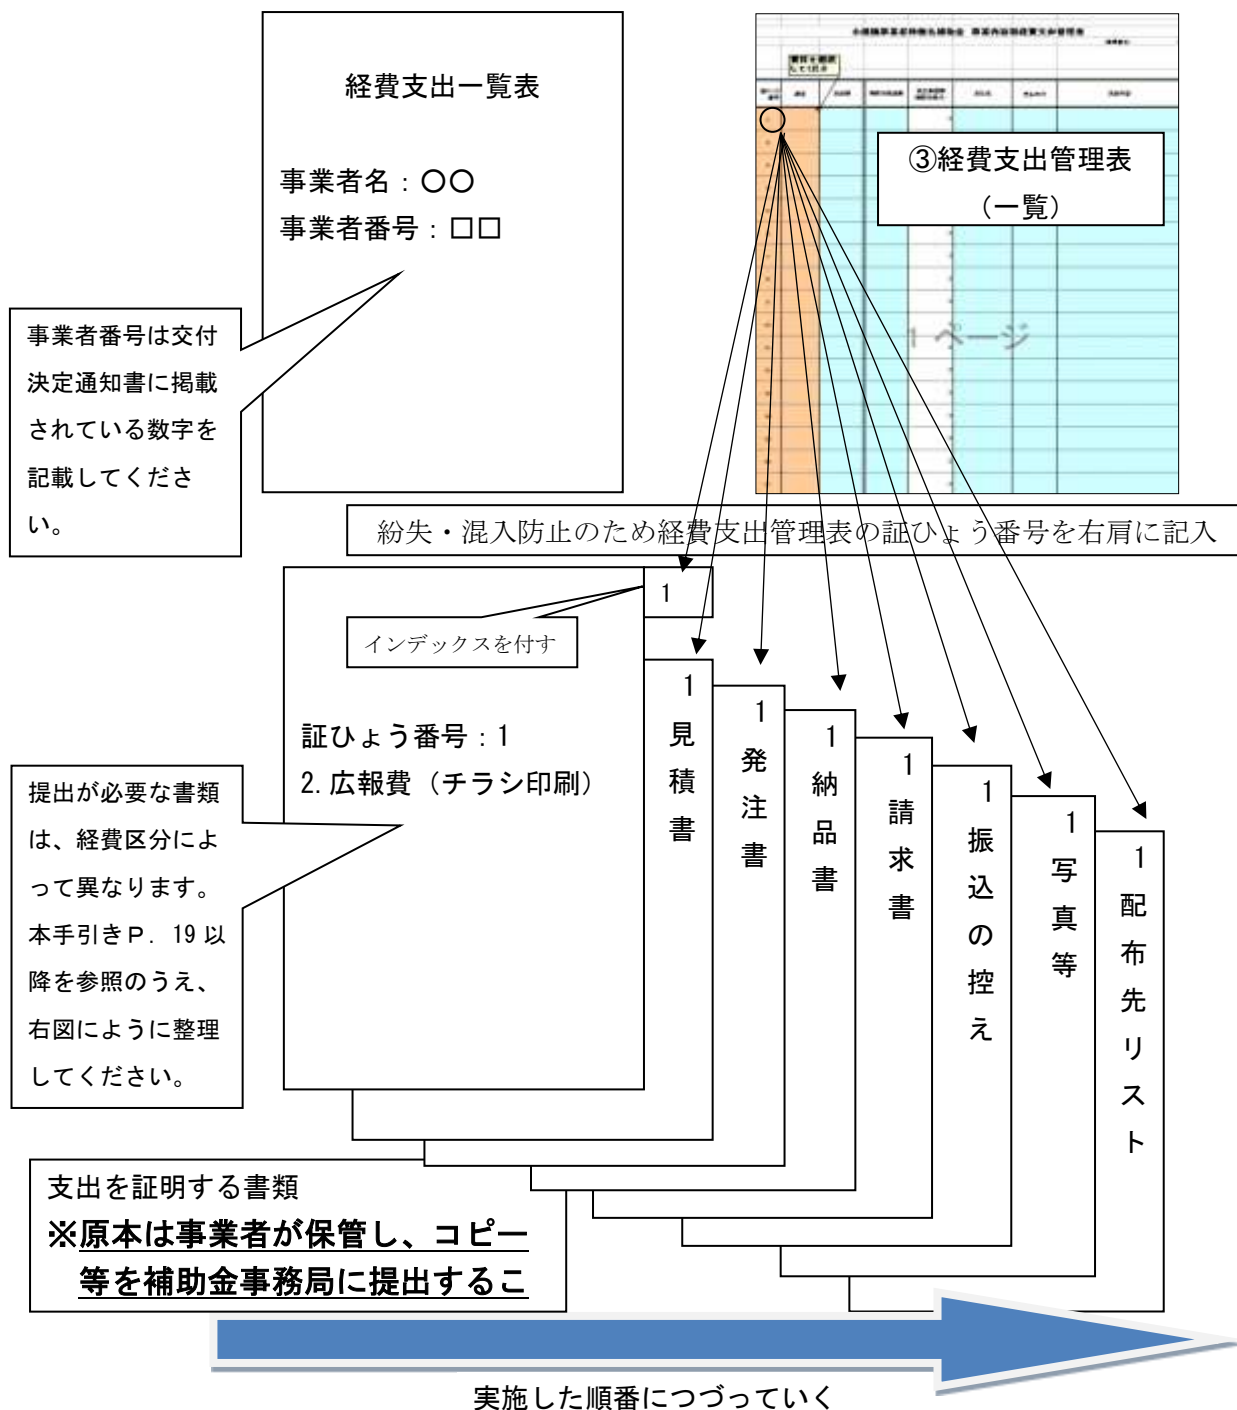 経費支出一覧表
事業者名：〇〇
事業者番号：□□
事業者番号は交付
決定通知書に掲載
されている数字を
記載してくださ
い。
③経費支出管理表
（一覧）
1 ページ
紛失・混入防止のため経費支出管理表の証ひょう番号を右肩に記入
1
インデックスを付す
証ひょう番号：1
2. 広報費（チラシ印刷）
提出が必要な書類
は、経費区分によ
って異なります。
本手引きＰ．19 以
降を参照のうえ、
右図にように整理
してください。
1見積書
1発注書
1納品書
1請求書
1振込の控え
1写真等
1配布先リスト
支出を証明する書類
※原本は事業者が保管し、コピー
等を補助金事務局に提出するこ
実施した順番につづっていく